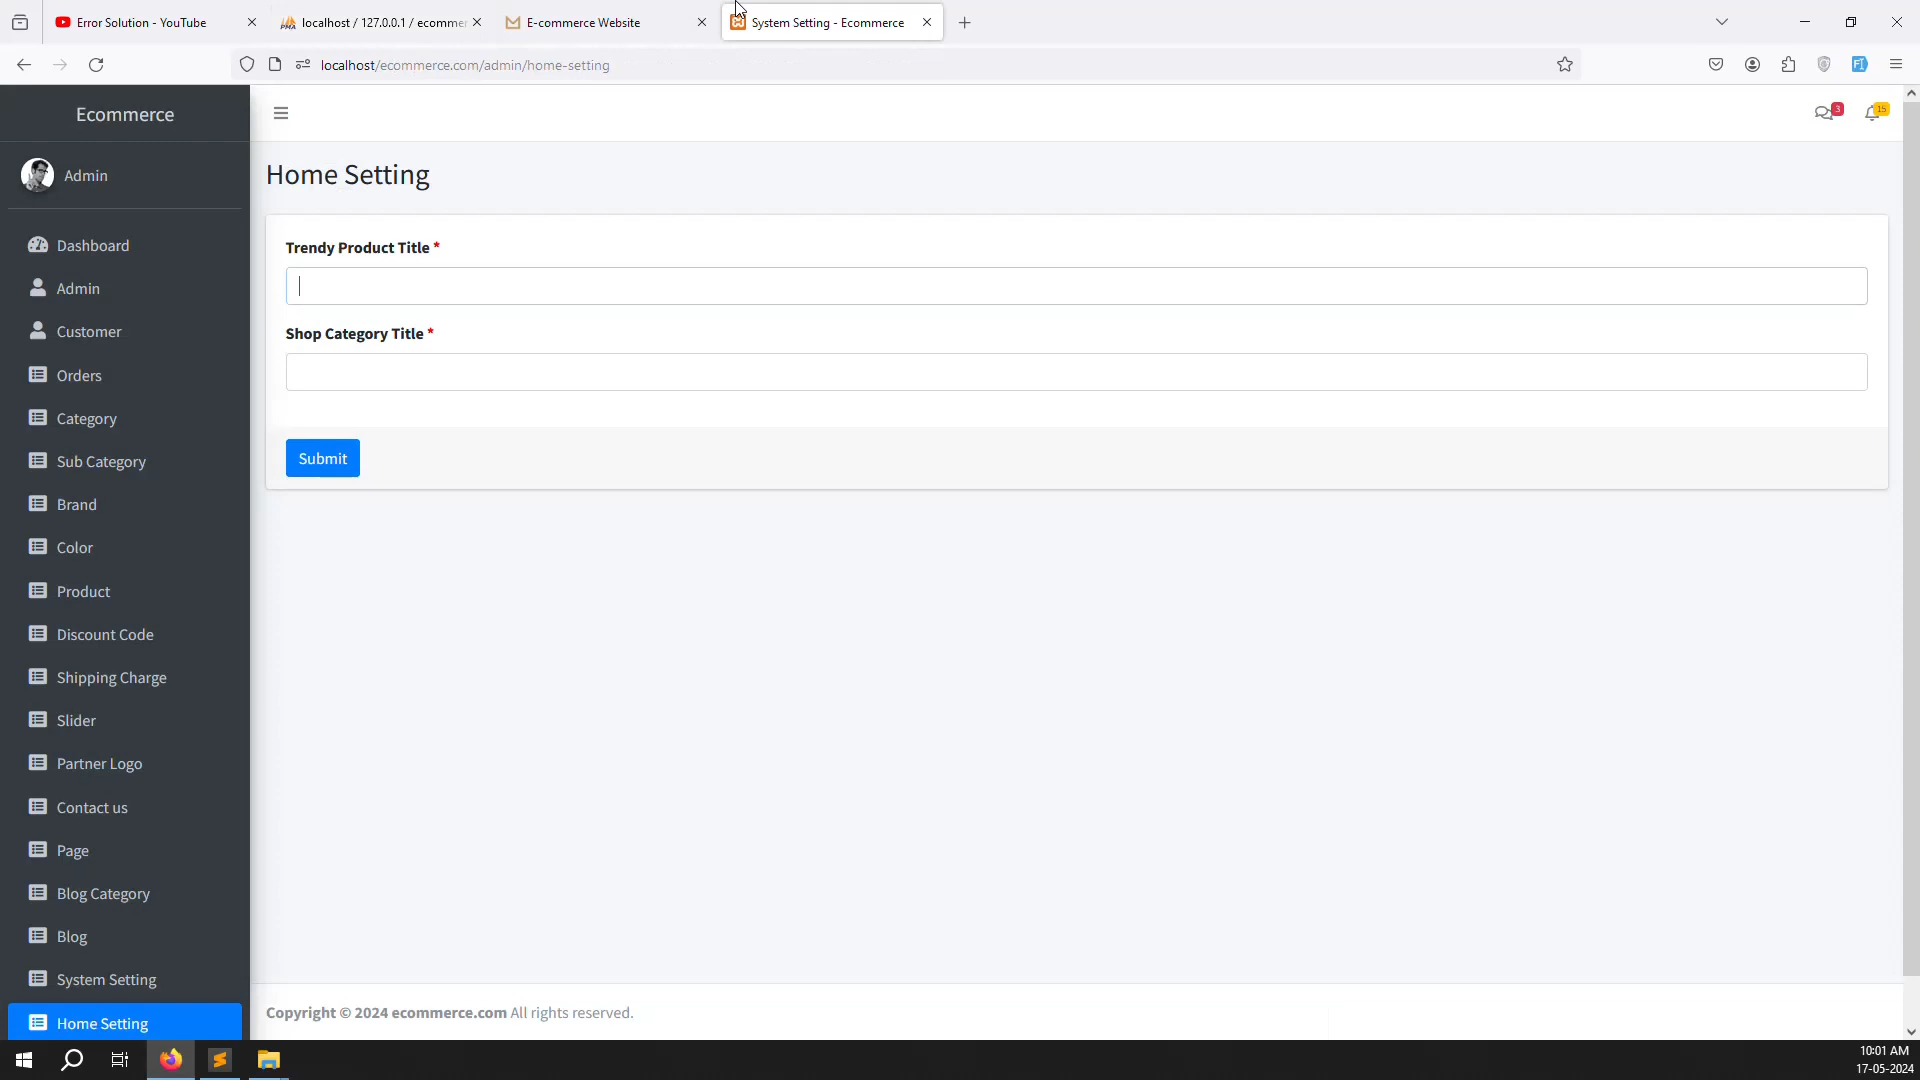 Error Solution - YouTube
localhost / 127.0.0.1 / ecomme
E-commerce Website
System Setting - Ecommerce
localhost/ecommerce.com/admin/home-setting
Ecommerce
3
15
Admin
Home Setting
Dashboard
Admin
Customer
Orders
Category
Sub Category
Brand
Color
Product
Discount Code
Shipping Charge
Slider
Partner Logo
Contact us
Page
Blog Category
Blog
System Setting
Home Setting
Trendy Product Title *
Shop Category Title *
Submit
Copyright © 2024 ecommerce.com All rights reserved.
10:01 AM
17-05-2024